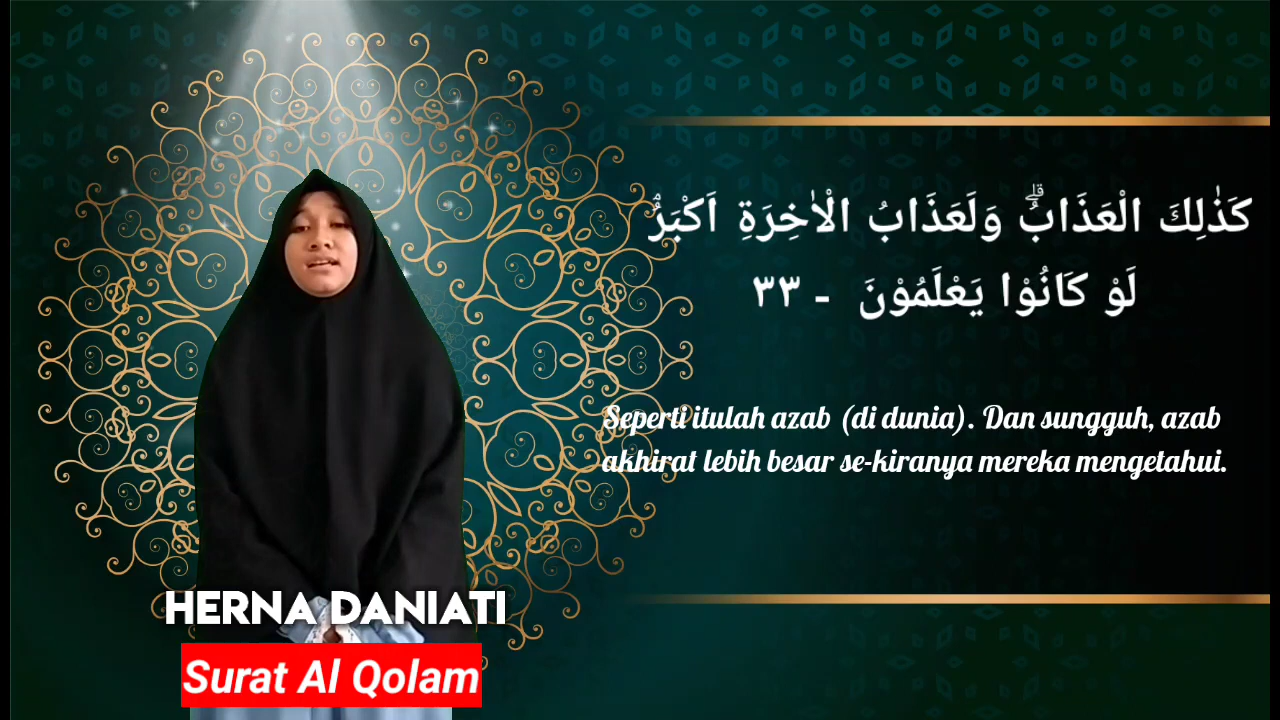 كَذٰلِكَ الْعَذَابُۗ وَلَعَذَابُ الْاٰخِرَةِ اَكْبَرُۘ
لَوْ كَانُوْا يَعْلَمُوْنَ - ٣٣
Seperti itulah azab (di dunia). Dan sungguh, azab
akhirat lebih besar se-kiranya mereka mengetahui.
HERNA DANIATI
Surat Al Qolam